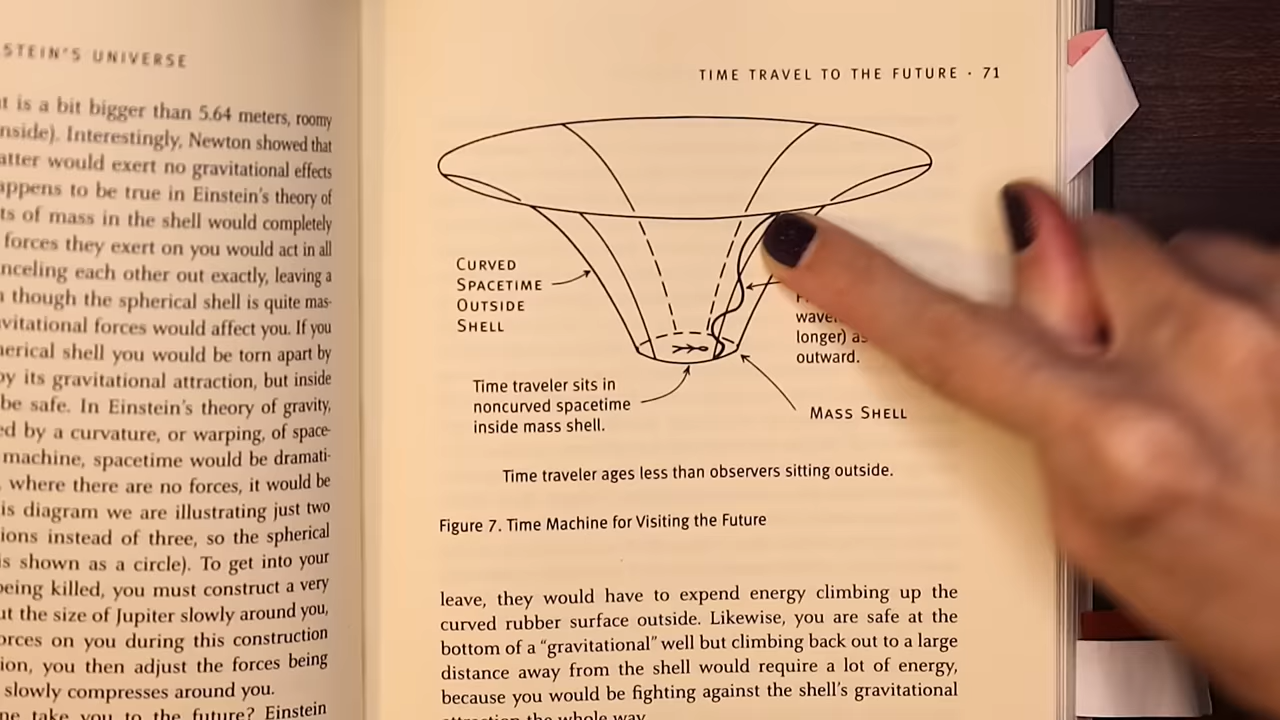 STEIN'S UNIVERSE
t is a bit bigger than 5.64 meters, roomy
nside). Interestingly, Newton showed that
atter would exert no gravitational effects
appens to be true in Einstein's theory of
ts of mass in the shell would completely
forces they exert on you would act in all
nceling each other out exactly, leaving a
though the spherical shell is quite mas-
vitational forces would affect you. If you
herical shell you would be torn apart by
by its gravitational attraction, but inside
be safe. In Einstein's theory of gravity,
ed by a curvature, or warping, of space-
machine, spacetime would be dramati-
where there are no forces, it would be
is diagram we are illustrating just two
ions instead of three, so the spherical
is shown as a circle). To get into your
being killed, you must construct a very
ut the size of Jupiter slowly around you,
orces on you during this construction
ion, you then adjust the forces being
slowly compresses around you.
ne take you to the future? Einstein
TIME TRAVEL TO THE FUTURE · 71
CURVED
SPACETIME
OUTSIDE
SHELL
wave
longer) as
outward.
Time traveler sits in
noncurved spacetime
inside mass shell.
MASS SHELL
Time traveler ages less than observers sitting outside.
Figure 7. Time Machine for Visiting the Future
leave, they would have to expend energy climbing up the
curved rubber surface outside. Likewise, you are safe at the
bottom of a “gravitational” well but climbing back out to a large
distance away from the shell would require a lot of energy,
because you would be fighting against the shell's gravitational
attraction the whole way